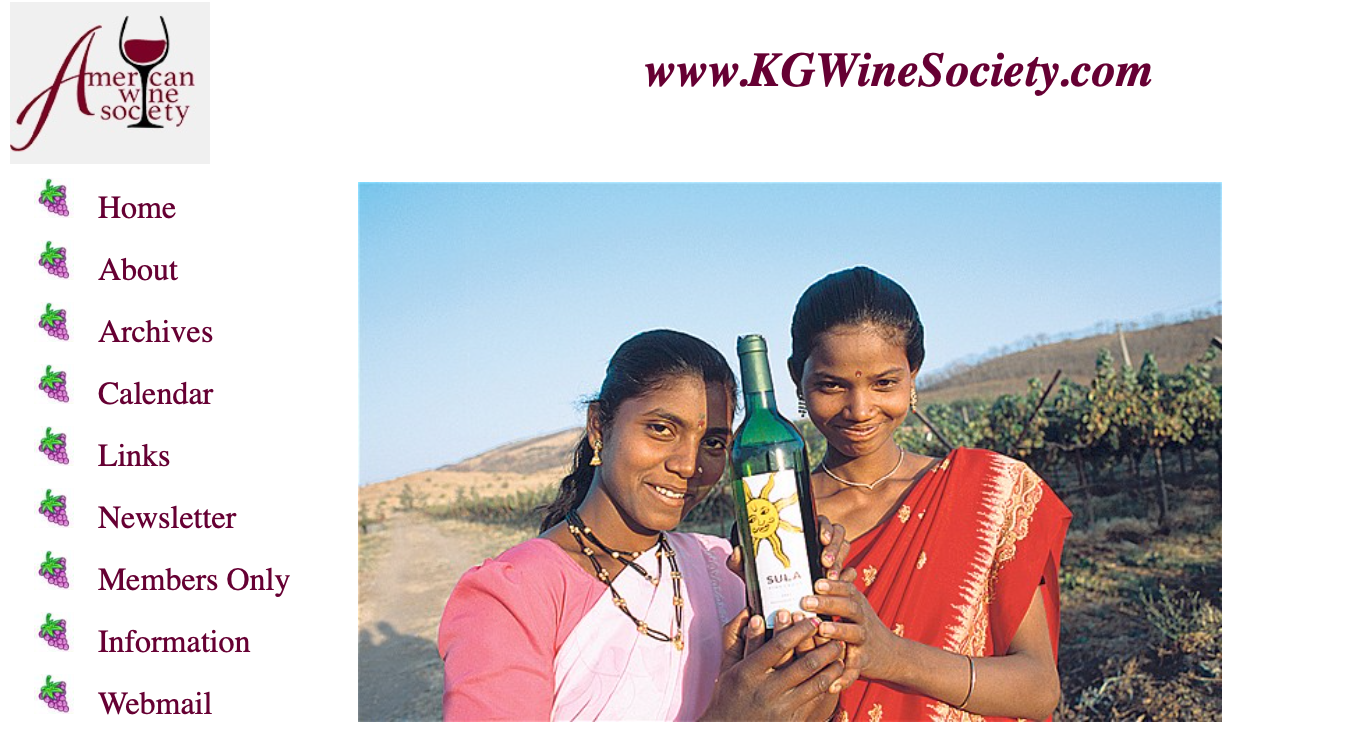 American
wine
society
www.KGWineSociety.com
Home
About
Archives
Calendar
Links
Newsletter
Members Only
Information
Webmail
SULA